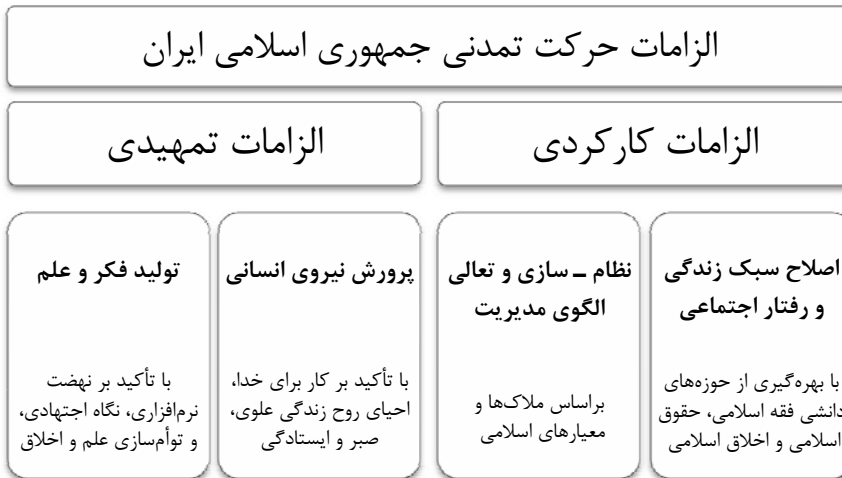 الزامات حرکت تمدنی جمهوری اسلامی ایران
الزامات کارکردی
الزامات تمهیدی
اصلاح سبک زندگی
و رفتار اجتماعی
با بهره‌گیری از حوزه‌های
دانشی فقه اسلامی، حقوق
اسلامی و اخلاق اسلامی
نظام ــ سازی و تعالی
الگوی مدیریت
براساس ملاک‌ها و
معیارهای اسلامی
پرورش نیروی انسانی
با تأکید بر کار برای خدا،
احیای روح زندگی علوی،
صبر و ایستادگی
تولید فکر و علم
با تأکید بر نهضت
نرم‌افزاری، نگاه اجتهادی،
و توأم‌سازی علم و اخلاق